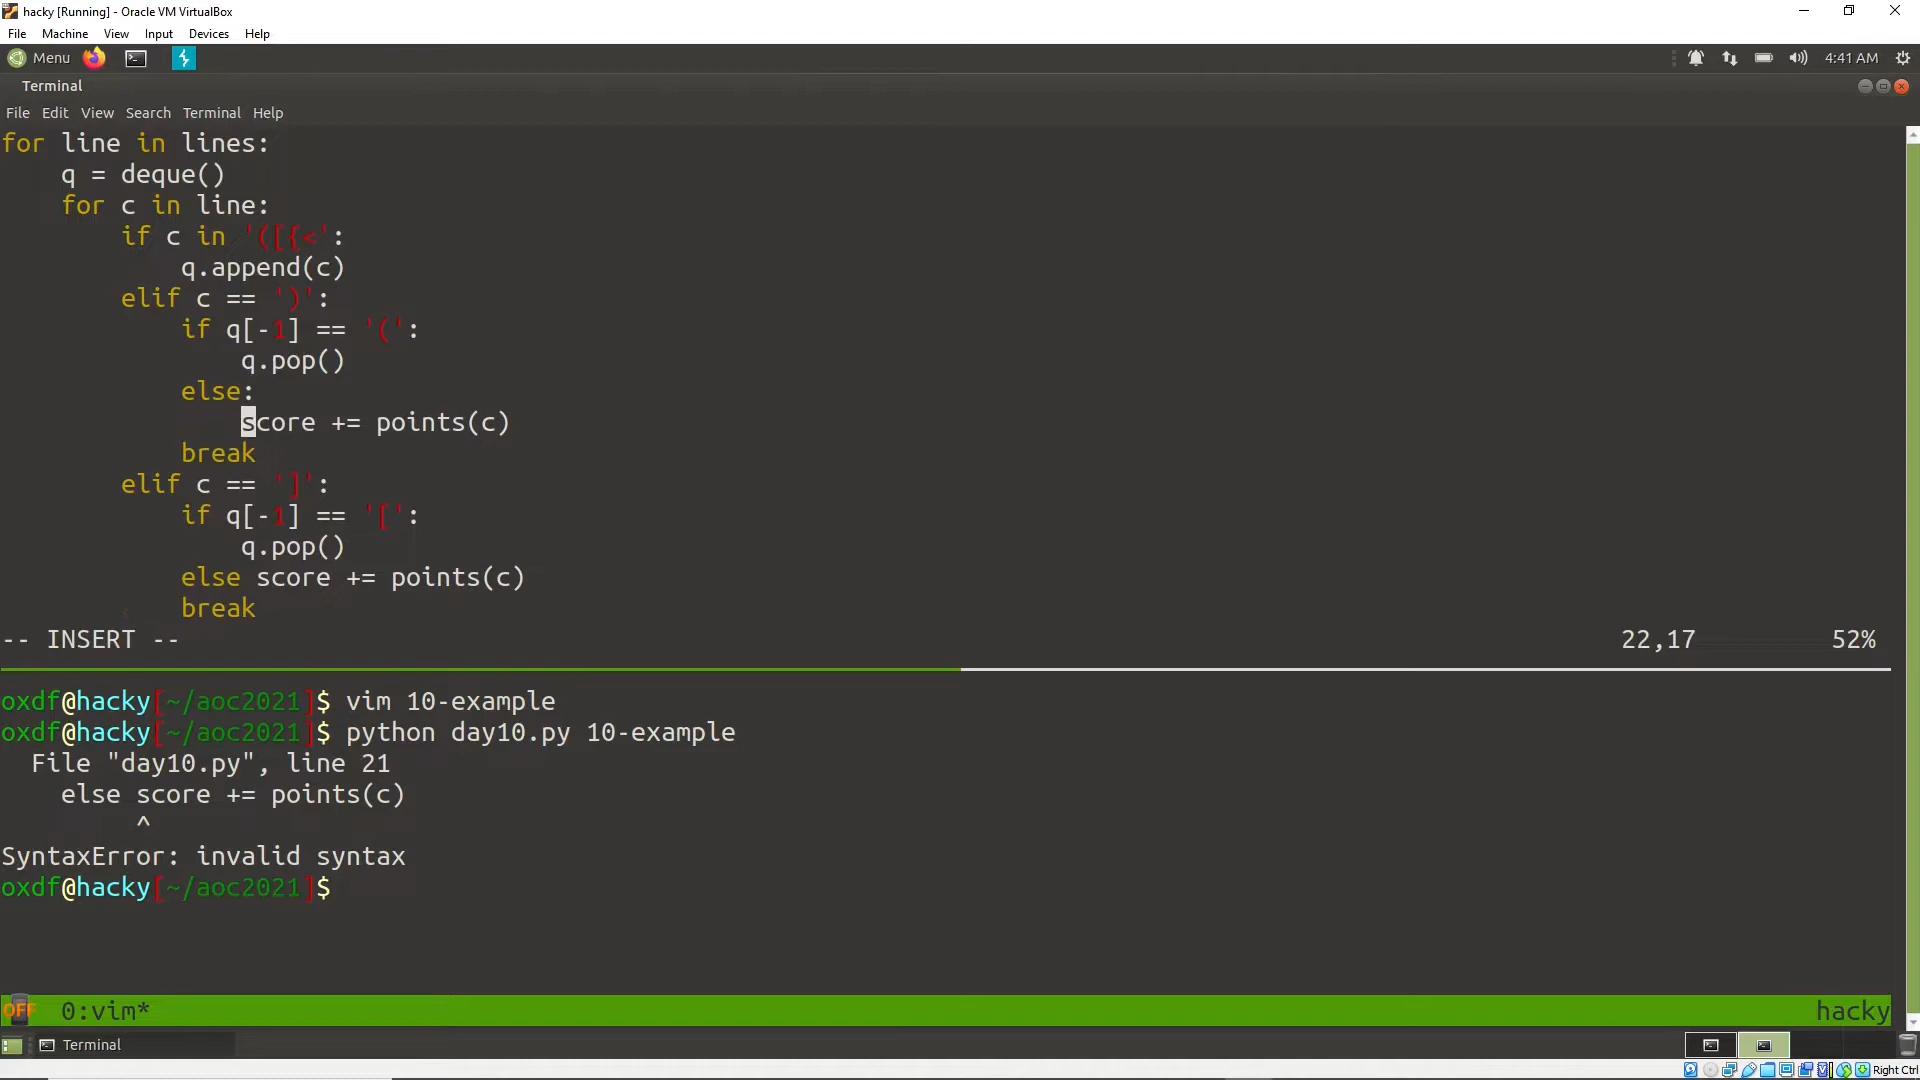 hacky [Running] - Oracle VM VirtualBox
File Machine View Input Devices Help
Menu 4:41 AM
Terminal
File Edit View Search Terminal Help
for line in lines:
    q = deque()
    for c in line:
        if c in '([{<':
            q.append(c)
        elif c == ')':
            if q[-1] == '(':
                q.pop()
            else:
                score += points(c)
            break
        elif c == ']':
            if q[-1] == '[':
                q.pop()
            else score += points(c)
            break
-- INSERT -- 22,17 52%
oxdf@hacky[~/aoc2021]$ vim 10-example
oxdf@hacky[~/aoc2021]$ python day10.py 10-example
  File "day10.py", line 21
    else score += points(c)
         ^
SyntaxError: invalid syntax
oxdf@hacky[~/aoc2021]$
OFF 0:vim* hacky
Terminal
Right Ctrl